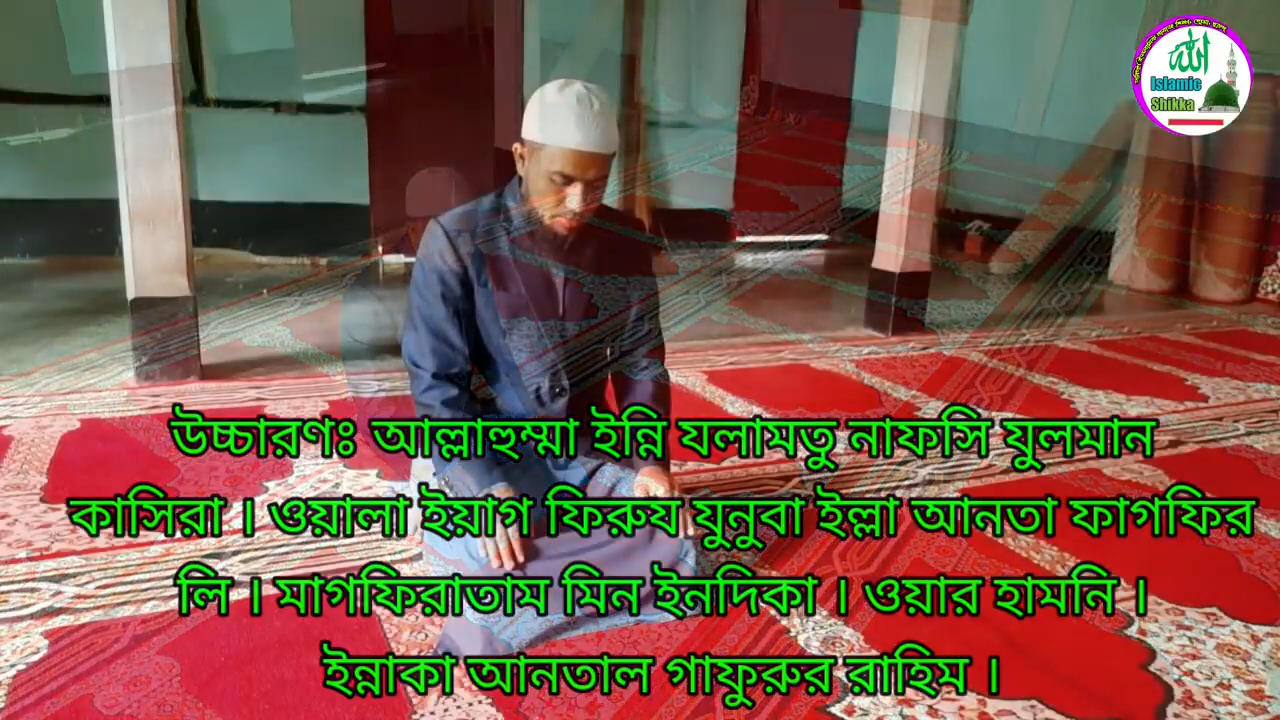 الله
Islamic
Shikka
উচ্চারণঃ আল্লাহুম্মা ইন্নি যলামতু নাফসি যুলমান
কাসিরা। ওয়ালা ইয়াগ ফিরুয যুনুবা ইল্লা আনতা ফাগফির
লি। মাগফিরাতাম মিন ইনদিকা। ওয়ার হামনি।
ইন্নাকা আনতাল গাফুরুর রাহিম।